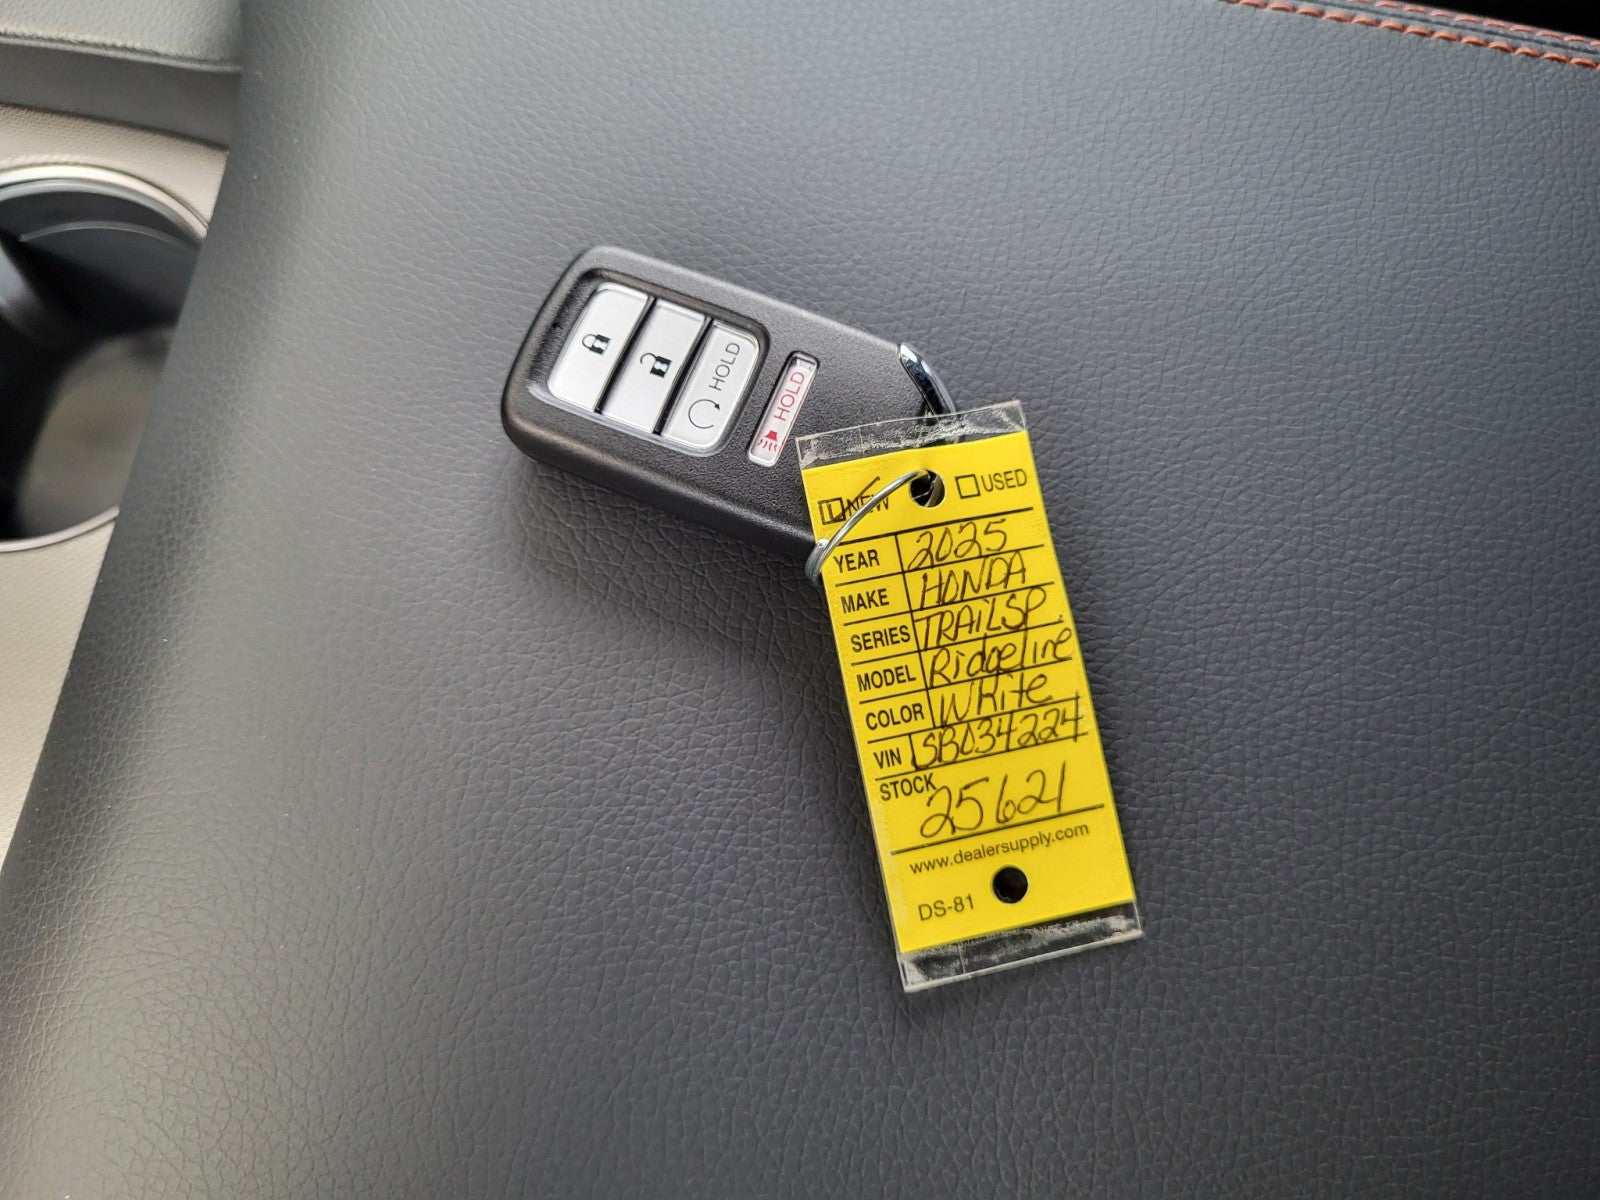 HOLD
HOLD
NEW USED
YEAR 2025
MAKE HONDA
SERIES TRAILSP
MODEL Ridgeline
COLOR White
VIN SB034224
STOCK
25621
www.dealersupply.com
DS-81